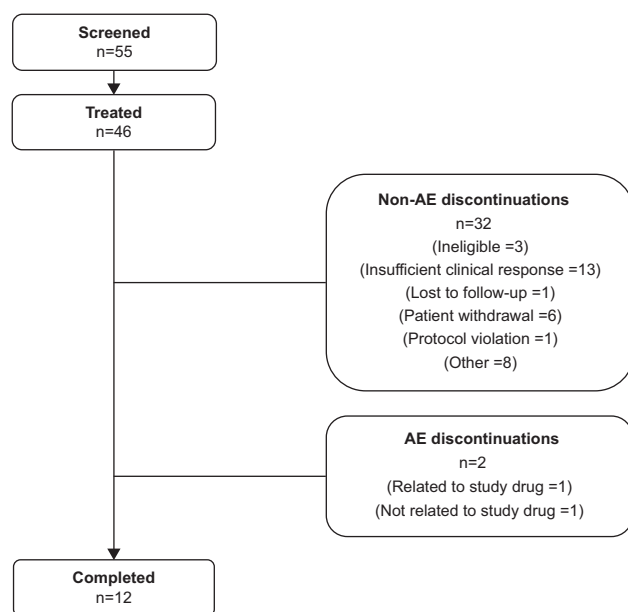 Screened
n=55
Treated
n=46
Non-AE discontinuations
n=32
(Ineligible =3)
(Insufficient clinical response =13)
(Lost to follow-up =1)
(Patient withdrawal =6)
(Protocol violation =1)
(Other =8)
AE discontinuations
n=2
(Related to study drug =1)
(Not related to study drug =1)
Completed
n=12